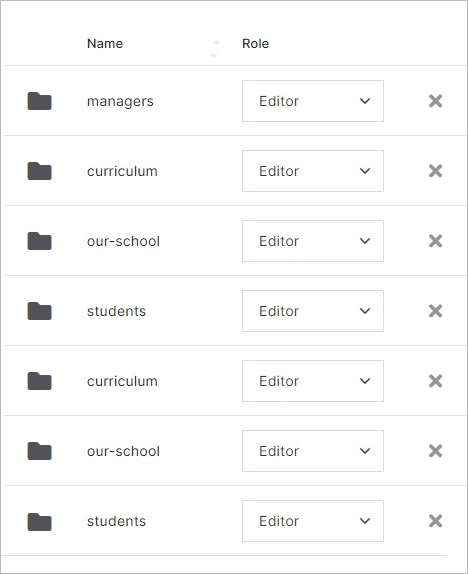 Name Role
managers Editor
curriculum Editor
our-school Editor
students Editor
curriculum Editor
our-school Editor
students Editor